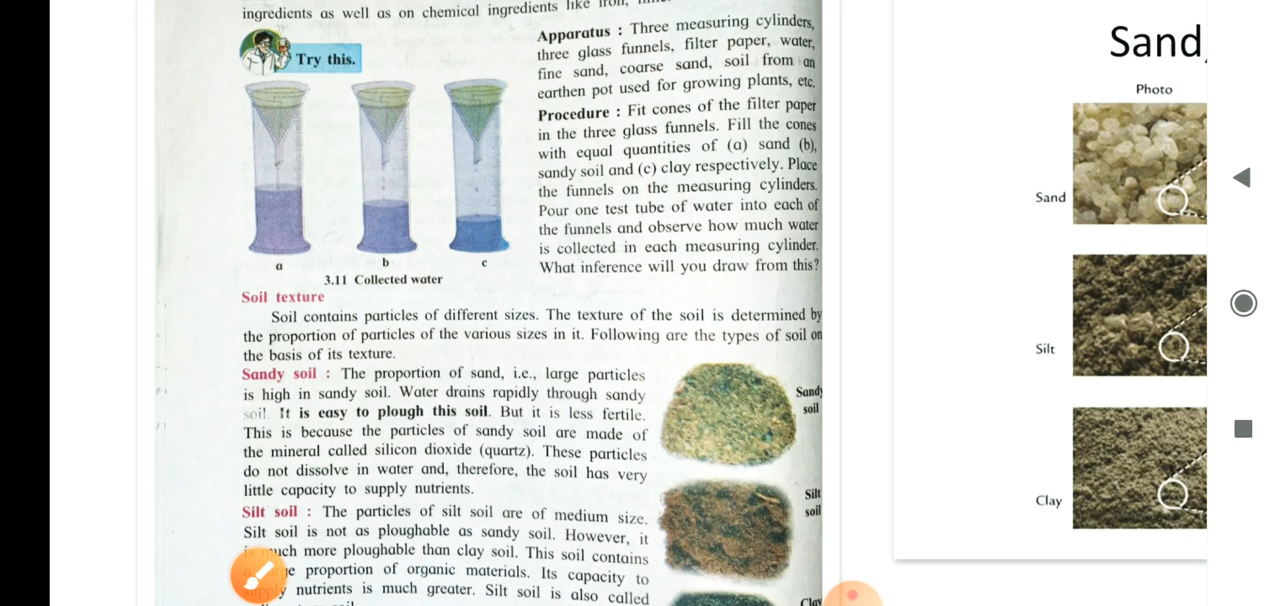 ingredients as well as on chemical ingredients like iron,
Try this.
Apparatus : Three measuring cylinders,
three glass funnels, filter paper, water,
fine sand, coarse sand, soil from an
earthen pot used for growing plants, etc.
Procedure : Fit cones of the filter paper
in the three glass funnels. Fill the cones
with equal quantities of (a) sand (b),
sandy soil and (c) clay respectively. Place
the funnels on the measuring cylinders.
Pour one test tube of water into each of
the funnels and observe how much water
is collected in each measuring cylinder.
What inference will you draw from this?
a b c
3.11 Collected water
Soil texture
Soil contains particles of different sizes. The texture of the soil is determined by
the proportion of particles of the various sizes in it. Following are the types of soil on
the basis of its texture.
Sandy soil : The proportion of sand, i.e., large particles
is high in sandy soil. Water drains rapidly through sandy
soil. It is easy to plough this soil. But it is less fertile.
This is because the particles of sandy soil are made of
the mineral called silicon dioxide (quartz). These particles
do not dissolve in water and, therefore, the soil has very
little capacity to supply nutrients.
Sandy
soil
Silt soil : The particles of silt soil are of medium size.
Silt soil is not as ploughable as sandy soil. However, it
much more ploughable than clay soil. This soil contains
proportion of organic materials. Its capacity to
nutrients is much greater. Silt soil is also called
Silt
soil
Clay
Sand,
Photo
Sand
Silt
Clay